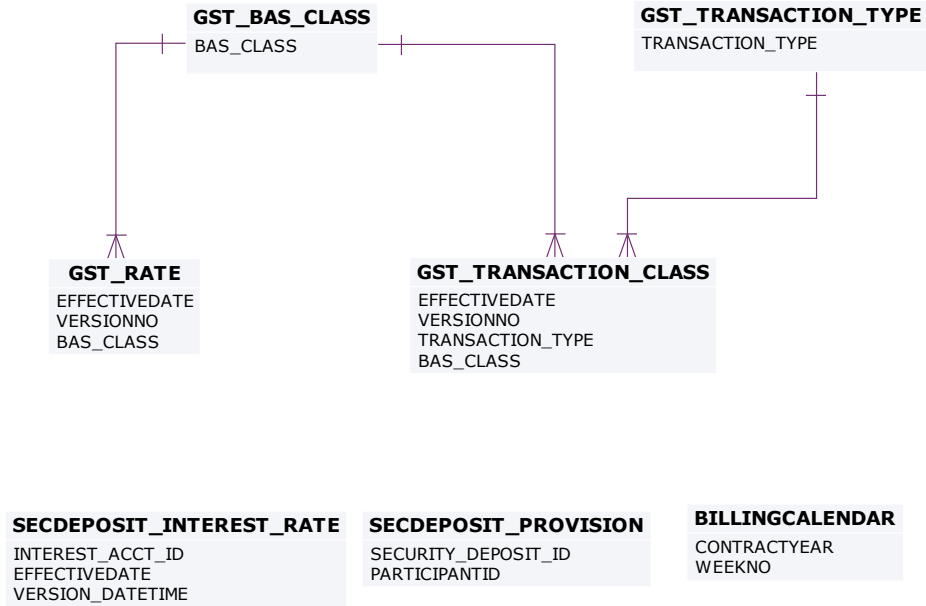 GST_BAS_CLASS
BAS_CLASS
GST_TRANSACTION_TYPE
TRANSACTION_TYPE
GST_RATE
EFFECTIVEDATE
VERSIONNO
BAS_CLASS
GST_TRANSACTION_CLASS
EFFECTIVEDATE
VERSIONNO
TRANSACTION_TYPE
BAS_CLASS
SECDEPOSIT_INTEREST_RATE
INTEREST_ACCT_ID
EFFECTIVEDATE
VERSION_DATETIME
SECDEPOSIT_PROVISION
SECURITY_DEPOSIT_ID
PARTICIPANTID
BILLINGCALENDAR
CONTRACTYEAR
WEEKNO